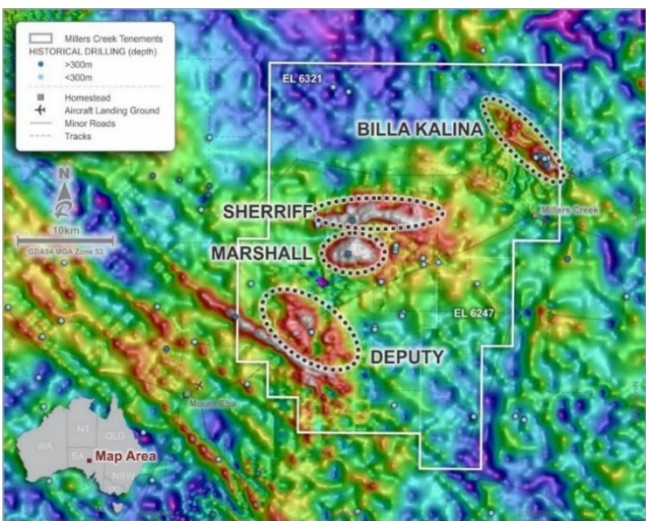 Millers Creek Tenements
HISTORICAL DRILLING (depth)
>300m
<300m
Homestead
Aircraft Landing Ground
Minor Roads
Tracks
N
10km
GDA94 MGA Zone 53
EL 6321
BILLA KALINA
SHERRIFF
Millers Creek
MARSHALL
EL 6247
DEPUTY
Mount Eba
NT
QLD
WA
SA
Map Area
NSW